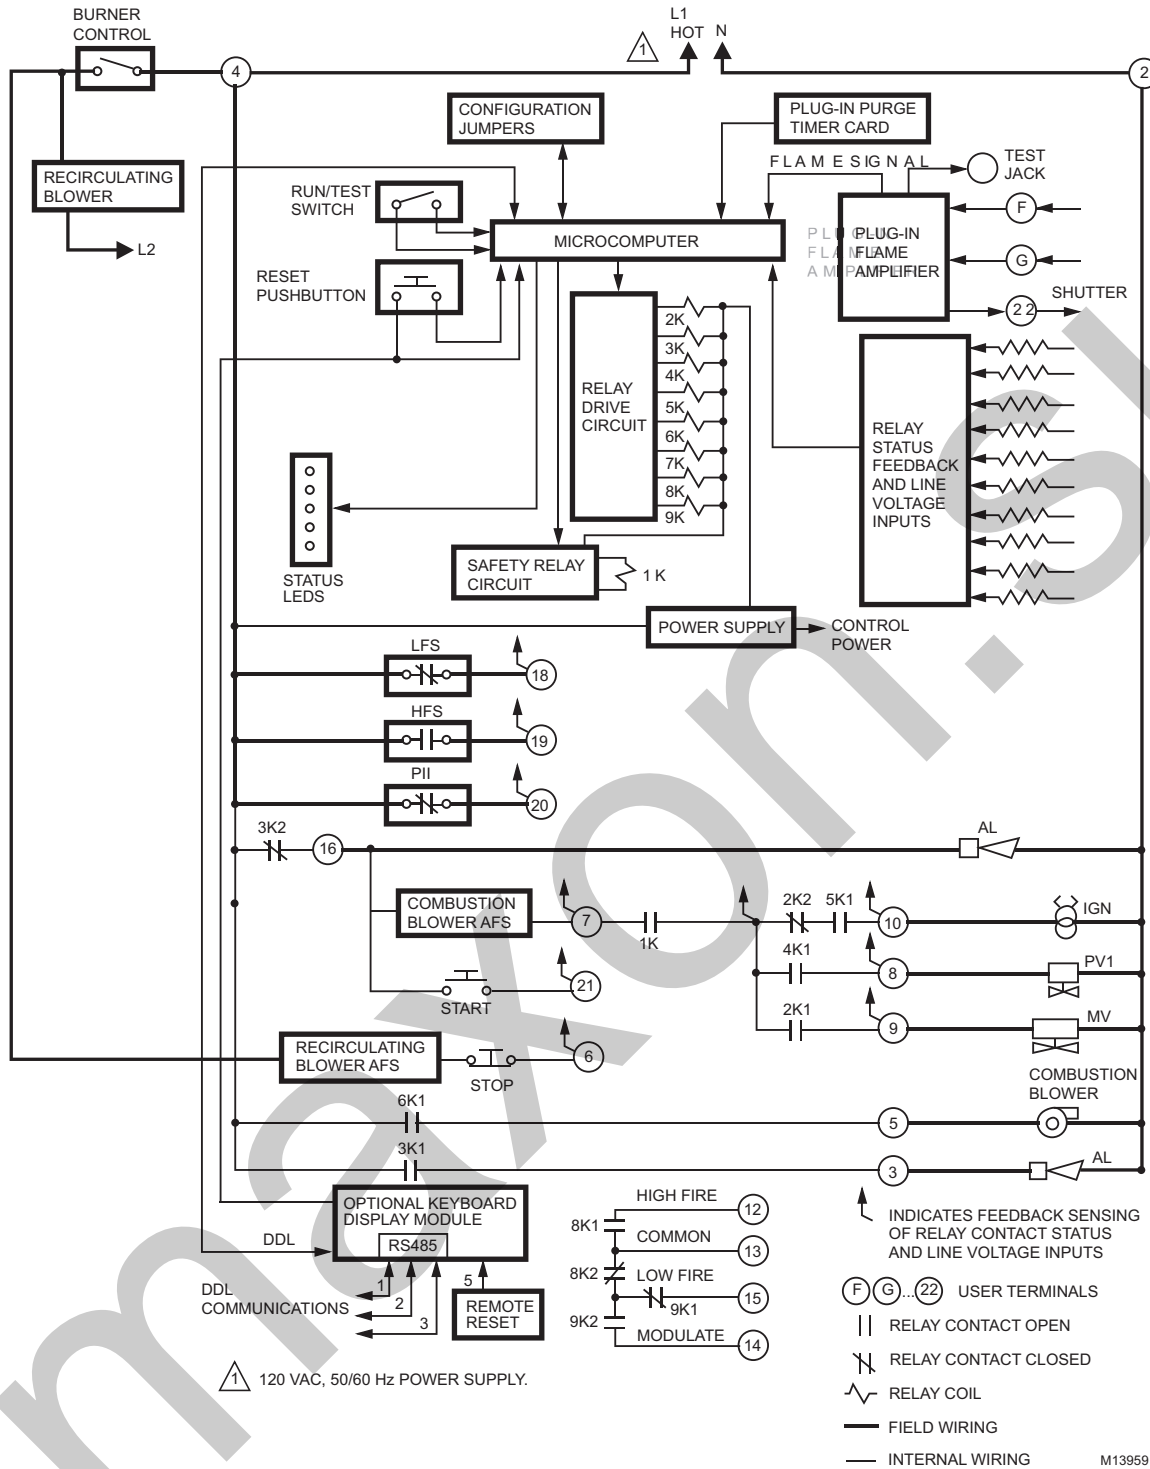 BURNER
CONTROL
L1
HOT
N
1
4
2
CONFIGURATION
JUMPERS
PLUG-IN PURGE
TIMER CARD
FLAME SIGNAL
TEST
JACK
RECIRCULATING
BLOWER
L2
RUN/TEST
SWITCH
MICROCOMPUTER
PLUG-IN
FLAME
AMPLIFIER
PLUG-IN
FLAME
AMPLIFIER
F
G
22
SHUTTER
RESET
PUSHBUTTON
RELAY
DRIVE
CIRCUIT
2K
3K
4K
5K
6K
7K
8K
9K
RELAY
STATUS
FEEDBACK
AND LINE
VOLTAGE
INPUTS
STATUS
LEDS
SAFETY RELAY
CIRCUIT
1 K
POWER SUPPLY
CONTROL
POWER
LFS
18
HFS
19
PII
20
3K2
16
AL
COMBUSTION
BLOWER AFS
7
1K
2K2
5K1
10
IGN
4K1
8
PV1
START
21
2K1
9
MV
RECIRCULATING
BLOWER AFS
STOP
6
COMBUSTION
BLOWER
6K1
5
3K1
3
AL
OPTIONAL KEYBOARD
DISPLAY MODULE
RS485
DDL
DDL
COMMUNICATIONS
1
2
3
5
REMOTE
RESET
HIGH FIRE
12
8K1
COMMON
13
8K2
LOW FIRE
15
9K1
9K2
MODULATE
14
INDICATES FEEDBACK SENSING
OF RELAY CONTACT STATUS
AND LINE VOLTAGE INPUTS
F G ... 22 USER TERMINALS
RELAY CONTACT OPEN
RELAY CONTACT CLOSED
RELAY COIL
FIELD WIRING
INTERNAL WIRING
1 120 VAC, 50/60 Hz POWER SUPPLY.
M13959
maxon.s